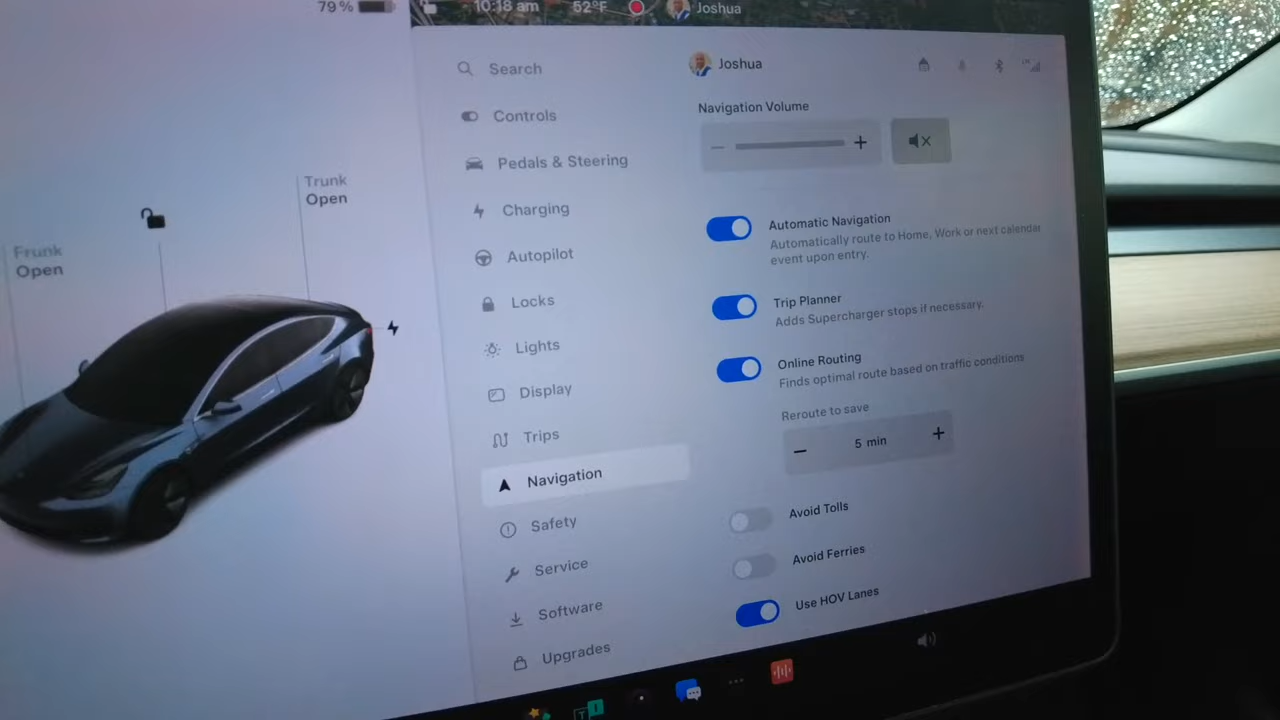 79 %
10:18 am
52°F
Joshua
Trunk
Open
Frunk
Open
Search
Controls
Pedals & Steering
Charging
Autopilot
Locks
Lights
Display
Trips
Navigation
Safety
Service
Software
Upgrades
Joshua
LTE
Navigation Volume
Automatic Navigation
Automatically route to Home, Work or next calendar
event upon entry.
Trip Planner
Adds Supercharger stops if necessary.
Online Routing
Finds optimal route based on traffic conditions
Reroute to save
− 5 min +
Avoid Tolls
Avoid Ferries
Use HOV Lanes